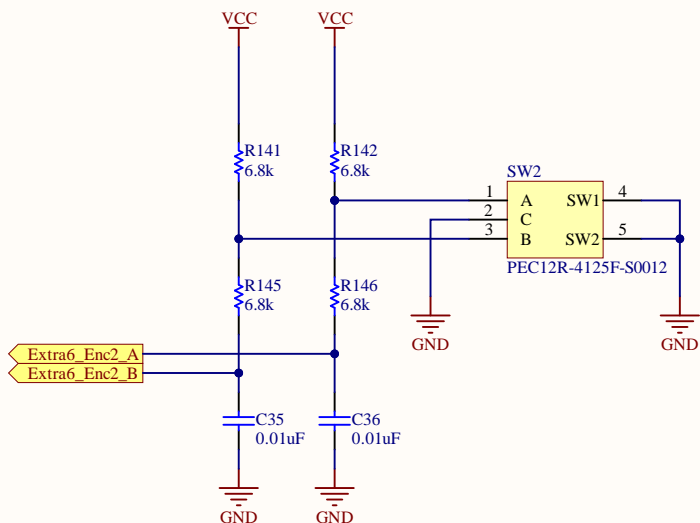 VCC
VCC
R141
6.8k
R142
6.8k
SW2
1
A
SW1
4
2
C
3
B
SW2
5
PEC12R-4125F-S0012
R145
6.8k
R146
6.8k
GND
GND
Extra6_Enc2_A
Extra6_Enc2_B
C35
0.01uF
C36
0.01uF
GND
GND